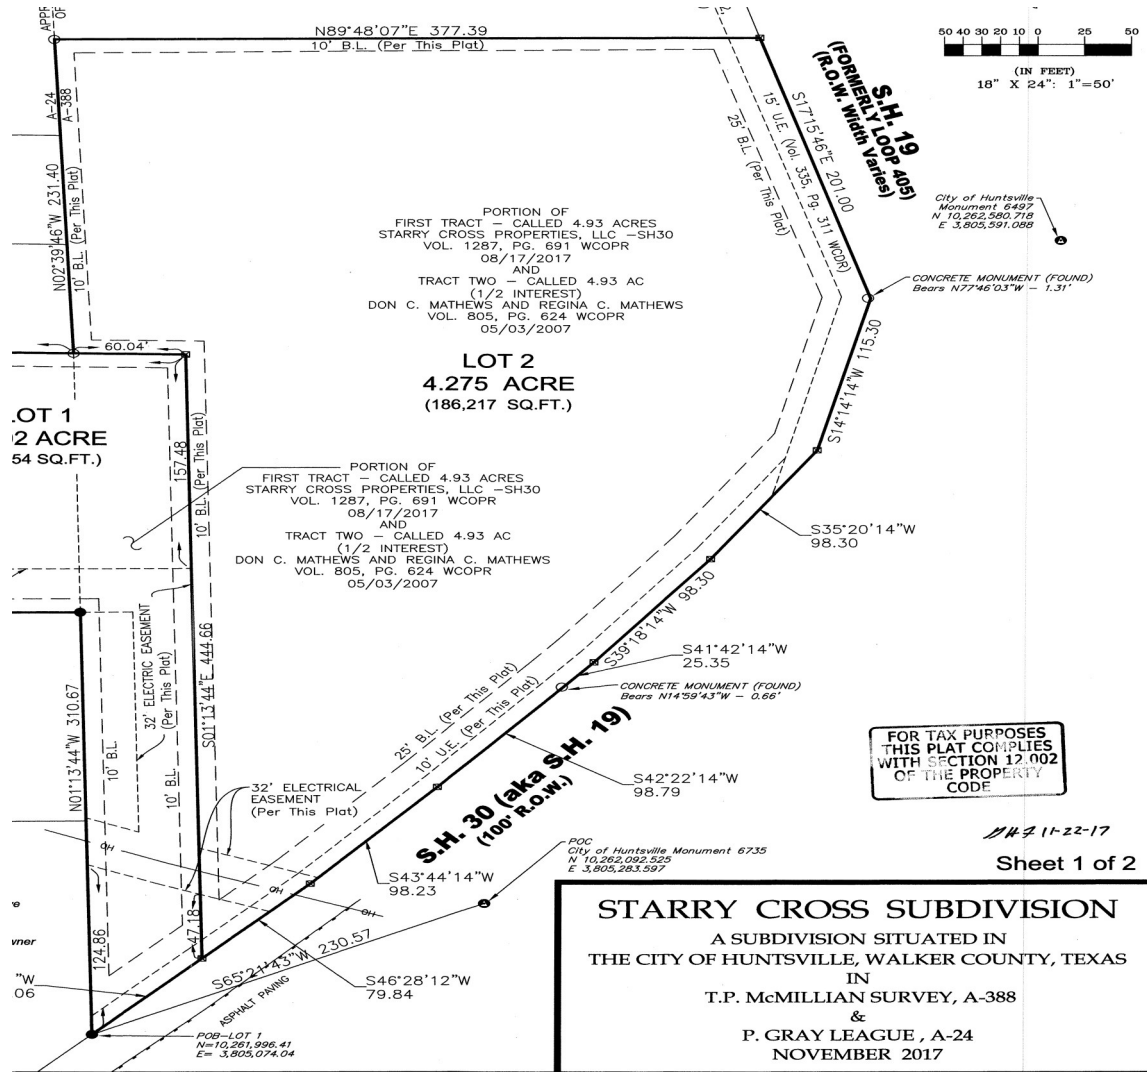 APPR
OF
N89°48'07"E 377.39
10' B.L. (Per This Plat)
50 40 30 20 10 0 25 50
(IN FEET)
18" X 24": 1"=50'
S.H. 19
(FORMERLY LOOP 405)
(R.O.W. Width Varies)
A-24
A-388
N02°39'46"W 231.40
10' B.L. (Per This Plat)
S17°15'46"E 201.00
15' U.E. (Vol. 335, Pg. 311 WCDR)
25' B.L. (Per This Plat)
City of Huntsville
Monument 6497
N 10,262,580.718
E 3,805,591.088
PORTION OF
FIRST TRACT – CALLED 4.93 ACRES
STARRY CROSS PROPERTIES, LLC –SH30
VOL. 1287, PG. 691 WCOPR
08/17/2017
AND
TRACT TWO – CALLED 4.93 AC
(1/2 INTEREST)
DON C. MATHEWS AND REGINA C. MATHEWS
VOL. 805, PG. 624 WCOPR
05/03/2007
CONCRETE MONUMENT (FOUND)
Bears N77°46'03"W – 1.31'
60.04'
LOT 2
4.275 ACRE
(186,217 SQ.FT.)
S14°14'14"W 115.30
LOT 1
02 ACRE
54 SQ.FT.)
157.48
10' B.L. (Per This Plat)
PORTION OF
FIRST TRACT – CALLED 4.93 ACRES
STARRY CROSS PROPERTIES, LLC –SH30
VOL. 1287, PG. 691 WCOPR
08/17/2017
AND
TRACT TWO – CALLED 4.93 AC
(1/2 INTEREST)
DON C. MATHEWS AND REGINA C. MATHEWS
VOL. 805, PG. 624 WCOPR
05/03/2007
S35°20'14"W
98.30
S39°18'14"W 98.30
S41°42'14"W
25.35
CONCRETE MONUMENT (FOUND)
Bears N14°59'43"W – 0.66'
32' ELECTRIC EASEMENT
(Per This Plat)
S01°13'44"E 444.66
N01°13'44"W 310.67
10' B.L
10' B.L
25' B.L. (Per This Plat)
10' U.E. (Per This Plat)
S.H. 30 (aka S.H. 19)
(100' R.O.W.)
S42°22'14"W
98.79
FOR TAX PURPOSES
THIS PLAT COMPLIES
WITH SECTION 12.002
OF THE PROPERTY
CODE
32' ELECTRICAL
EASEMENT
(Per This Plat)
OH
OH
OH
11-22-17
Sheet 1 of 2
POC
City of Huntsville Monument 6735
N 10,262,092.525
E 3,805,283.597
S43°44'14"W
98.23
wner
124.86
47.18
S65°21'43"W 230.57
S46°28'12"W
79.84
"W
06
ASPHALT PAVING
POB-LOT 1
N=10,261,996.41
E= 3,805,074.04
STARRY CROSS SUBDIVISION
A SUBDIVISION SITUATED IN
THE CITY OF HUNTSVILLE, WALKER COUNTY, TEXAS
IN
T.P. McMILLIAN SURVEY, A-388
&
P. GRAY LEAGUE , A-24
NOVEMBER 2017